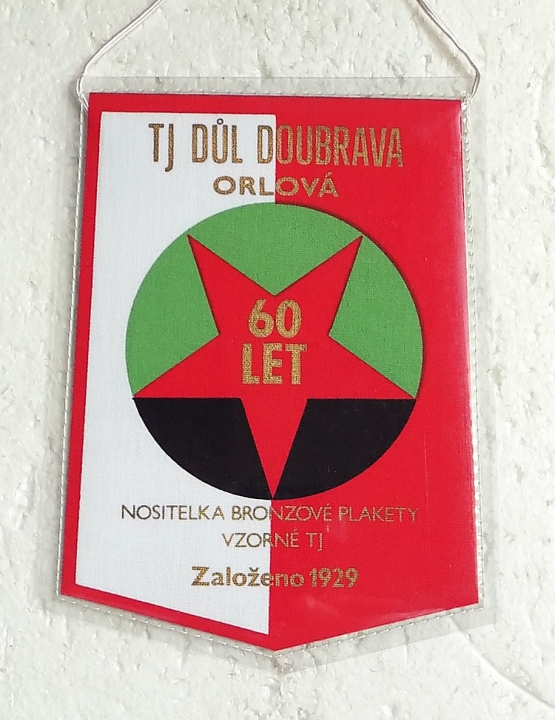 TJ DŮL DOUBRAVA
ORLOVÁ
60
LET
NOSITELKA BRONZOVÉ PLAKETY
VZORNÉ TJ
Založeno 1929